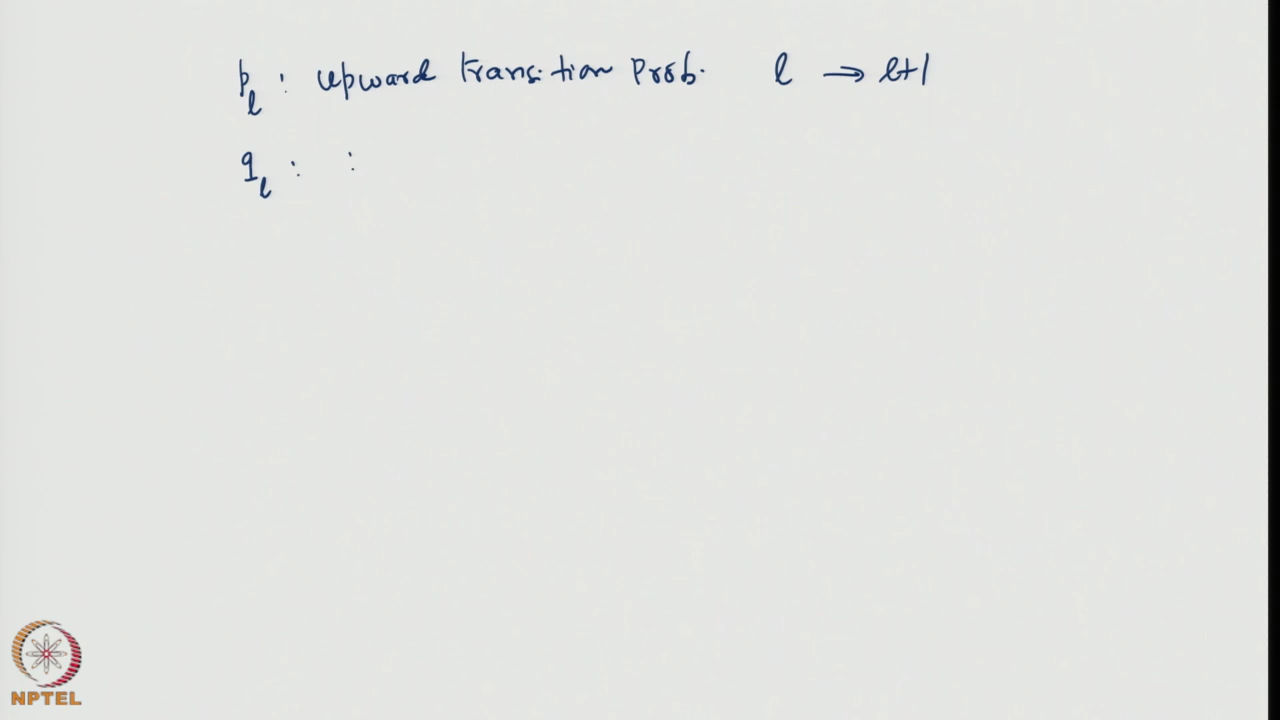 p_l : upward transition prob. l → l+1
q_l : :
NPTEL